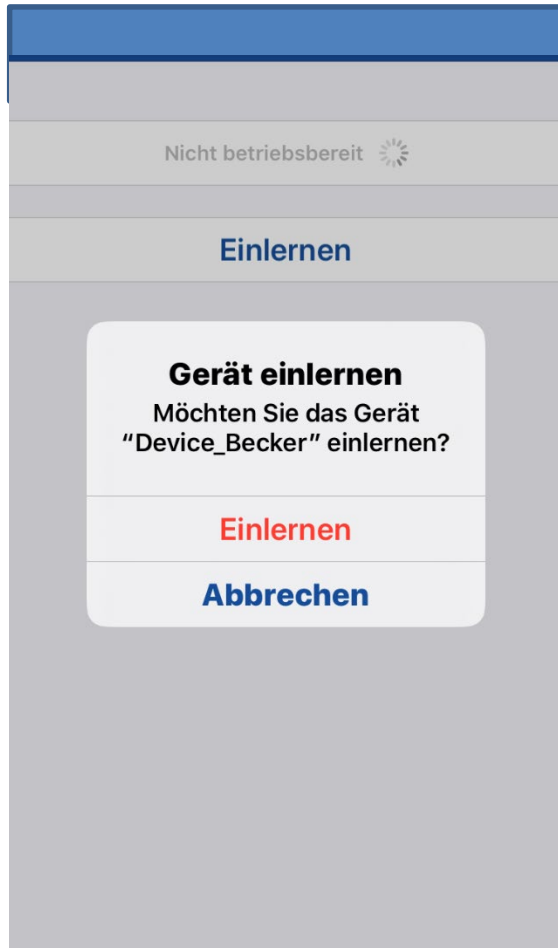 Nicht betriebsbereit
Einlernen
Gerät einlernen
Möchten Sie das Gerät
“Device_Becker” einlernen?
Einlernen
Abbrechen